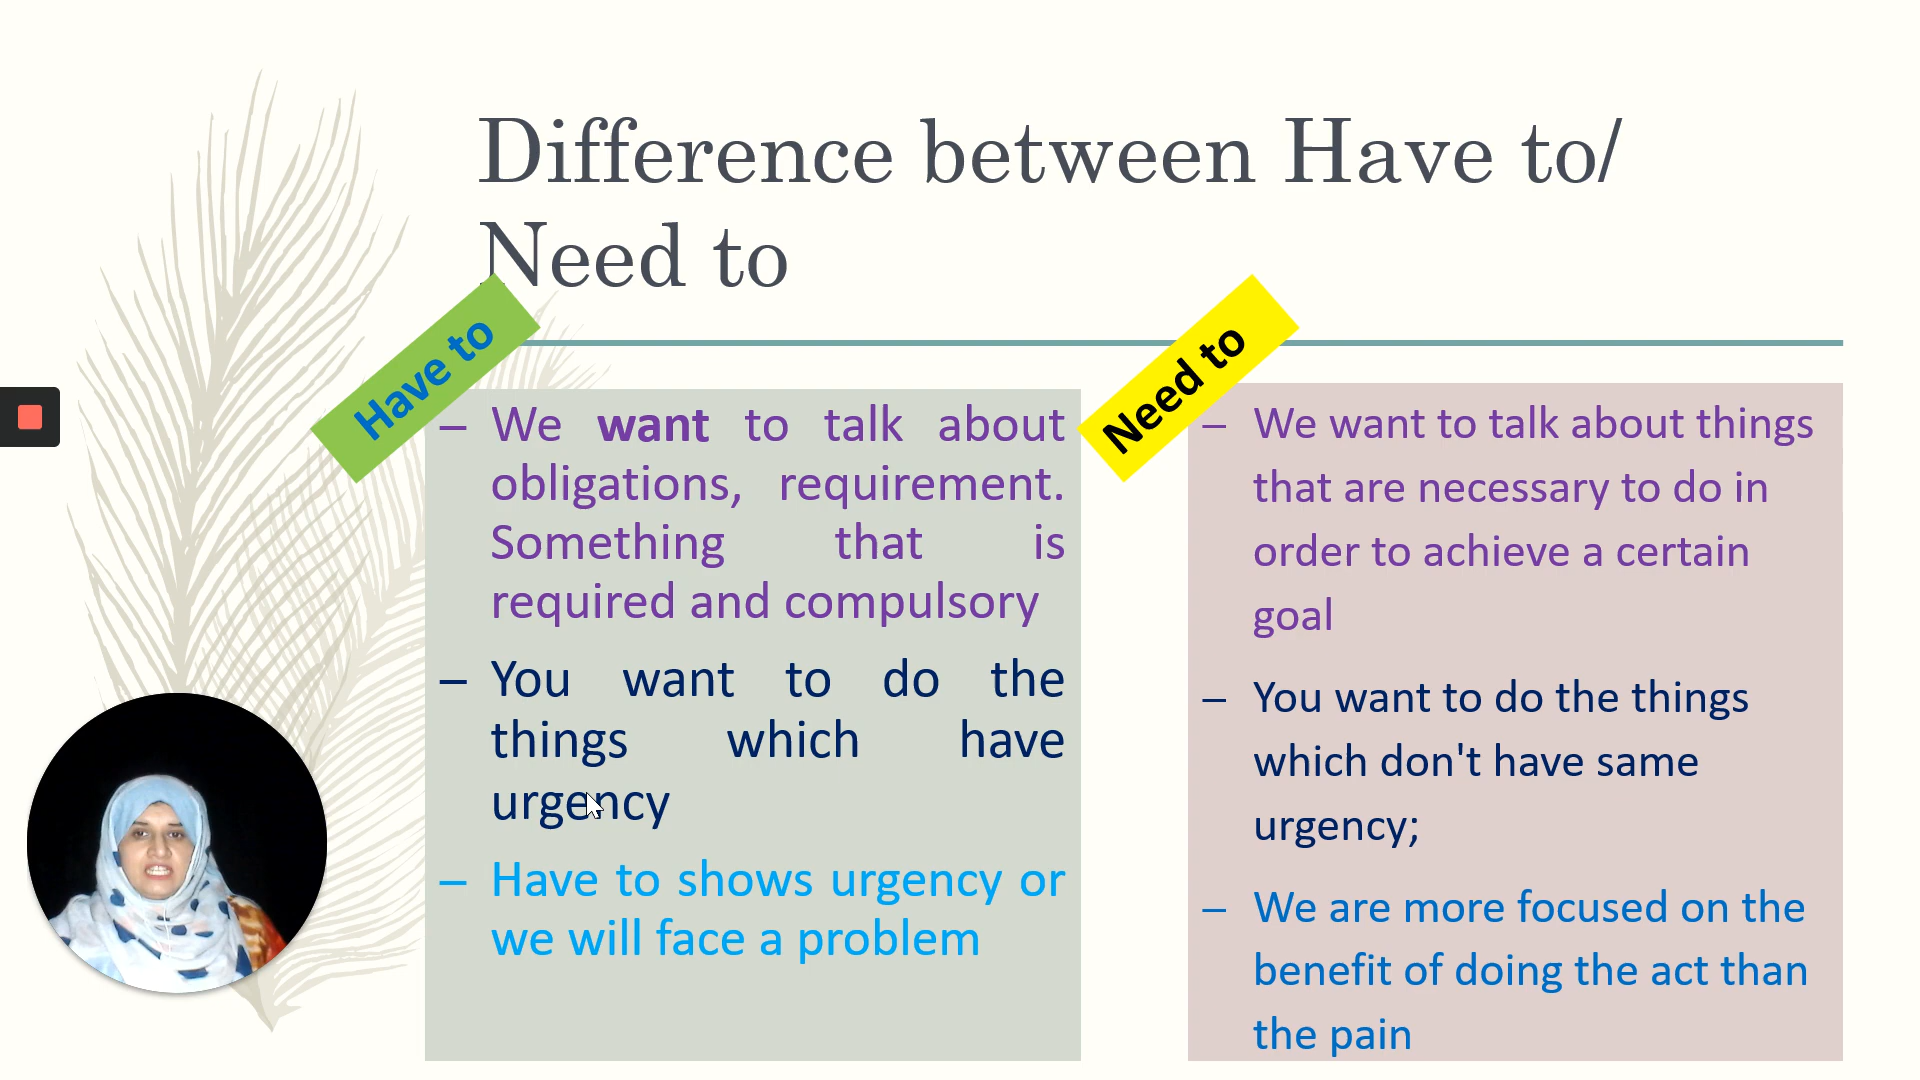 Difference between Have to/
Need to
Have to
– We want to talk about
obligations, requirement.
Something that is
required and compulsory
– You want to do the
things which have
urgency
– Have to shows urgency or
we will face a problem
Need to
– We want to talk about things
that are necessary to do in
order to achieve a certain
goal
– You want to do the things
which don't have same
urgency;
– We are more focused on the
benefit of doing the act than
the pain